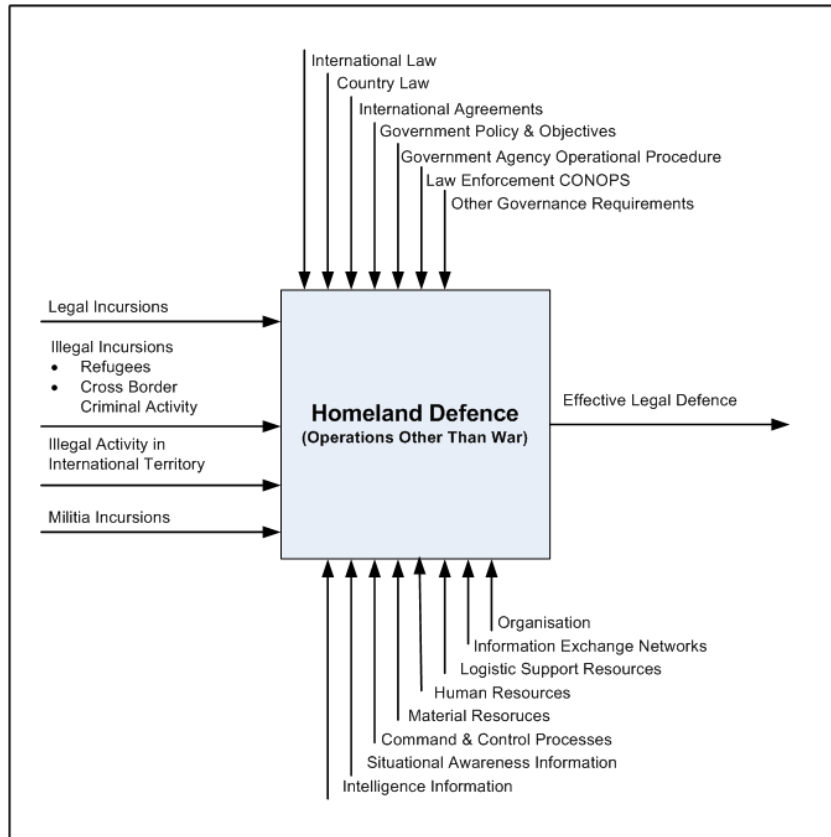 International Law
Country Law
International Agreements
Government Policy & Objectives
Government Agency Operational Procedure
Law Enforcement CONOPS
Other Governance Requirements
Legal Incursions
Illegal Incursions
• Refugees
• Cross Border
Criminal Activity
Illegal Activity in
International Territory
Militia Incursions
Homeland Defence
(Operations Other Than War)
Effective Legal Defence
Organisation
Information Exchange Networks
Logistic Support Resources
Human Resources
Material Resoruces
Command & Control Processes
Situational Awareness Information
Intelligence Information